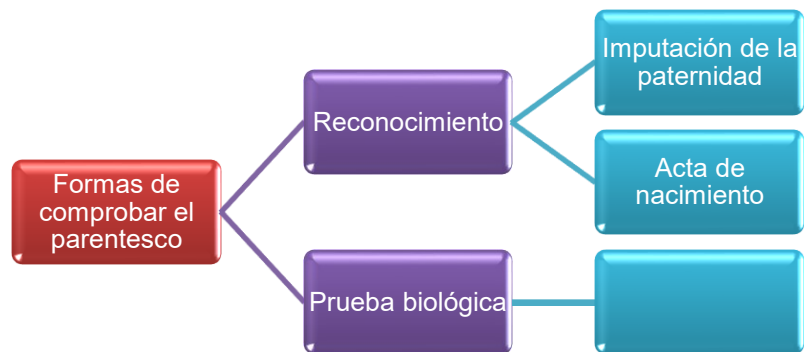 Formas de
comprobar el
parentesco
Reconocimiento
Imputación de la
paternidad
Acta de
nacimiento
Prueba biológica